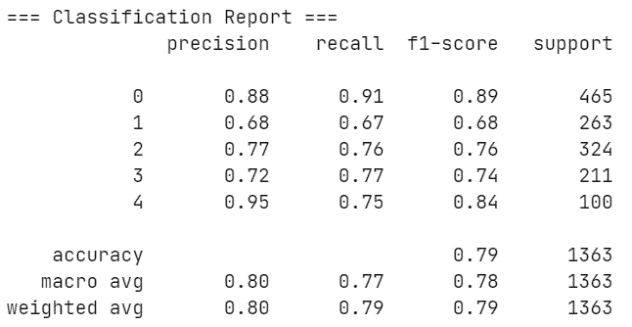 === Classification Report ===
precision recall f1-score support
0 0.88 0.91 0.89 465
1 0.68 0.67 0.68 263
2 0.77 0.76 0.76 324
3 0.72 0.77 0.74 211
4 0.95 0.75 0.84 100
accuracy 0.79 1363
macro avg 0.80 0.77 0.78 1363
weighted avg 0.80 0.79 0.79 1363